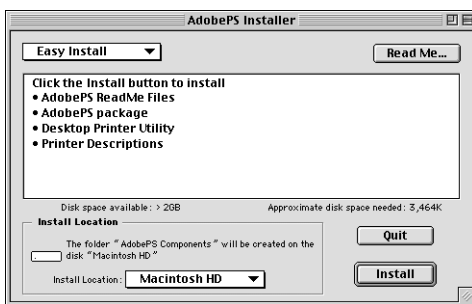 AdobePS Installer
Easy Install
Read Me...
Click the Install button to install
• AdobePS ReadMe Files
• AdobePS package
• Desktop Printer Utility
• Printer Descriptions
Disk space available: > 2GB
Approximate disk space needed: 3,464K
Install Location
The folder "AdobePS Components" will be created on the
disk "Macintosh HD"
Install Location:
Macintosh HD
Quit
Install